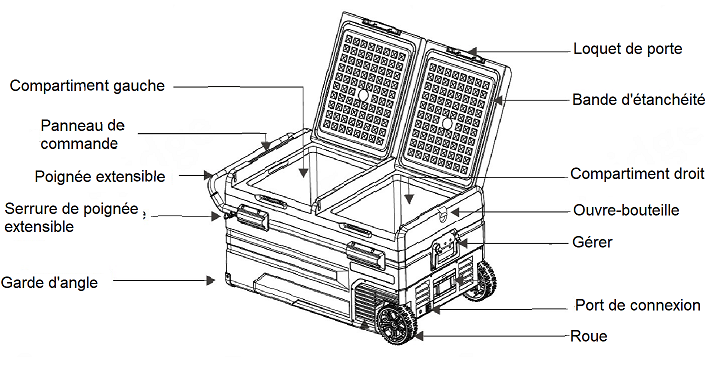 Loquet de porte
Compartiment gauche
Bande d'étanchéité
Panneau de
commande
Poignée extensible
Compartiment droit
Serrure de poignée
extensible
Ouvre-bouteille
Gérer
Garde d'angle
Port de connexion
Roue